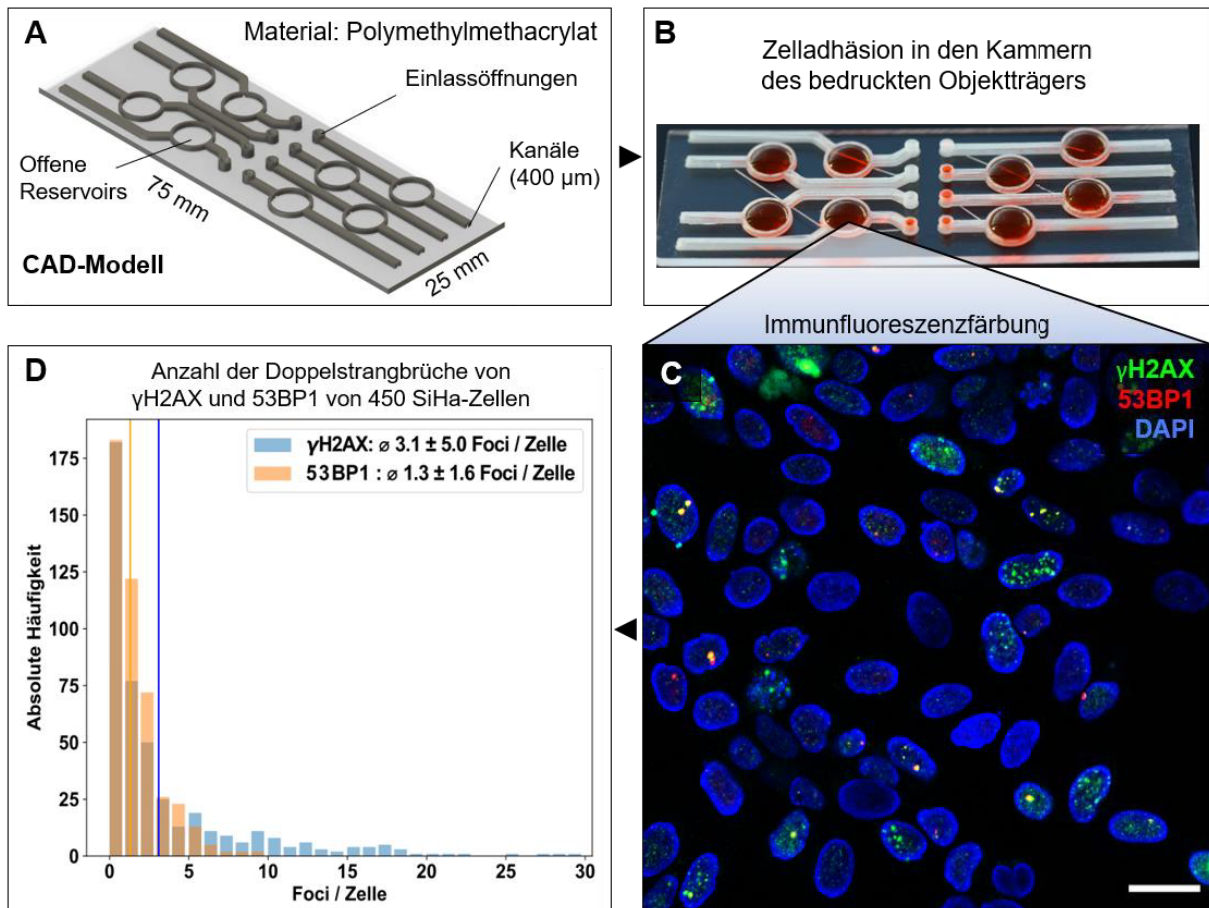 A
Material: Polymethylmethacrylat
Einlassöffnungen
Kanäle
(400 µm)
Offene
Reservoirs
75 mm
25 mm
CAD-Modell
B
Zelladhäsion in den Kammern
des bedruckten Objektträgers
Immunfluoreszenzfärbung
C
γH2AX
53BP1
DAPI
D
Anzahl der Doppelstrangbrüche von
γH2AX und 53BP1 von 450 SiHa-Zellen
γH2AX: ⌀ 3.1 ± 5.0 Foci / Zelle
53BP1 : ⌀ 1.3 ± 1.6 Foci / Zelle
Absolute Häufigkeit
175
150
125
100
75
50
25
0
0 5 10 15 20 25 30
Foci / Zelle